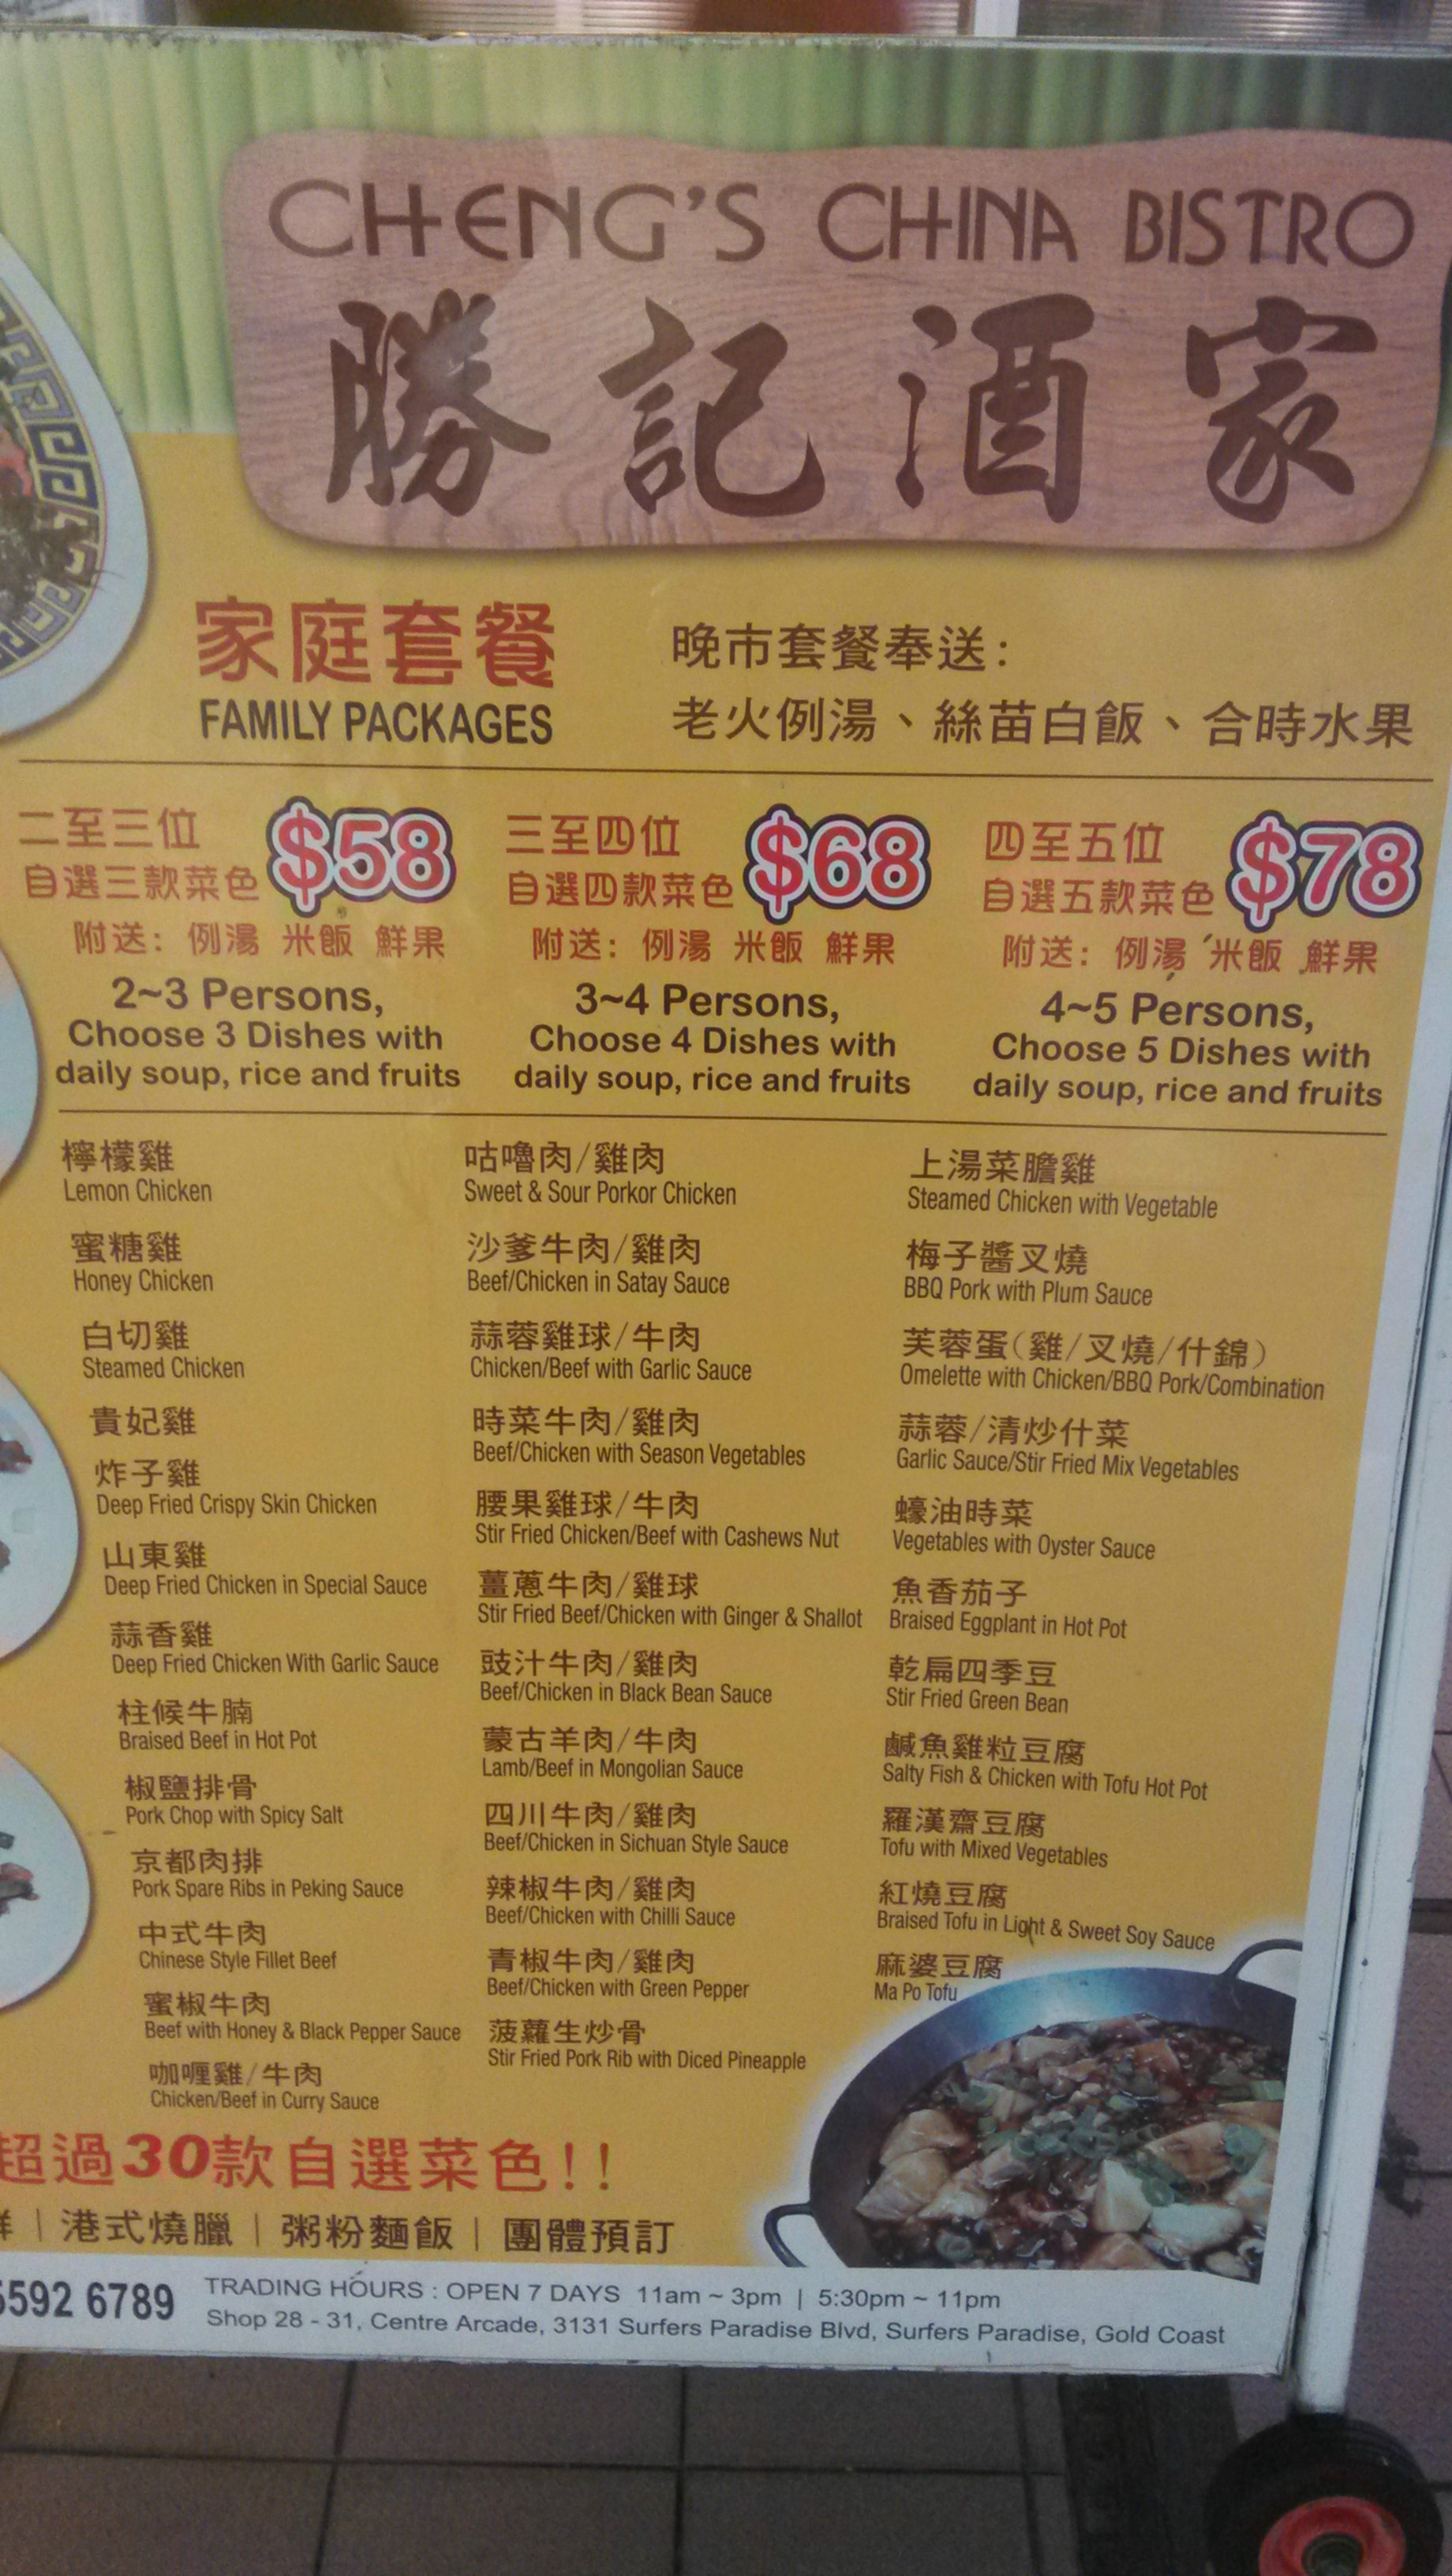 CHENG'S CHINA BISTRO
勝記酒家
家庭套餐
FAMILY PACKAGES
晚市套餐奉送：
老火例湯、絲苗白飯、合時水果
二至三位
自選三款菜色
$58
附送：例湯 米飯 鮮果
2~3 Persons,
Choose 3 Dishes with
daily soup, rice and fruits
三至四位
自選四款菜色
$68
附送：例湯 米飯 鮮果
3~4 Persons,
Choose 4 Dishes with
daily soup, rice and fruits
四至五位
自選五款菜色
$78
附送：例湯 米飯 鮮果
4~5 Persons,
Choose 5 Dishes with
daily soup, rice and fruits
檸檬雞
Lemon Chicken
蜜糖雞
Honey Chicken
白切雞
Steamed Chicken
貴妃雞
炸子雞
Deep Fried Crispy Skin Chicken
山東雞
Deep Fried Chicken in Special Sauce
蒜香雞
Deep Fried Chicken With Garlic Sauce
柱候牛腩
Braised Beef in Hot Pot
椒鹽排骨
Pork Chop with Spicy Salt
京都肉排
Pork Spare Ribs in Peking Sauce
中式牛肉
Chinese Style Fillet Beef
蜜椒牛肉
Beef with Honey & Black Pepper Sauce
咖喱雞/牛肉
Chicken/Beef in Curry Sauce
咕嚕肉/雞肉
Sweet & Sour Porkor Chicken
沙爹牛肉/雞肉
Beef/Chicken in Satay Sauce
蒜蓉雞球/牛肉
Chicken/Beef with Garlic Sauce
時菜牛肉/雞肉
Beef/Chicken with Season Vegetables
腰果雞球/牛肉
Stir Fried Chicken/Beef with Cashews Nut
薑蔥牛肉/雞球
Stir Fried Beef/Chicken with Ginger & Shallot
豉汁牛肉/雞肉
Beef/Chicken in Black Bean Sauce
蒙古羊肉/牛肉
Lamb/Beef in Mongolian Sauce
四川牛肉/雞肉
Beef/Chicken in Sichuan Style Sauce
辣椒牛肉/雞肉
Beef/Chicken with Chilli Sauce
青椒牛肉/雞肉
Beef/Chicken with Green Pepper
菠蘿生炒骨
Stir Fried Pork Rib with Diced Pineapple
上湯菜膽雞
Steamed Chicken with Vegetable
梅子醬叉燒
BBQ Pork with Plum Sauce
芙蓉蛋（雞/叉燒/什錦）
Omelette with Chicken/BBQ Pork/Combination
蒜蓉/清炒什菜
Garlic Sauce/Stir Fried Mix Vegetables
蠔油時菜
Vegetables with Oyster Sauce
魚香茄子
Braised Eggplant in Hot Pot
乾扁四季豆
Stir Fried Green Bean
鹹魚雞粒豆腐
Salty Fish & Chicken with Tofu Hot Pot
羅漢齋豆腐
Tofu with Mixed Vegetables
紅燒豆腐
Braised Tofu in Light & Sweet Soy Sauce
麻婆豆腐
Ma Po Tofu
超過30款自選菜色！！
| 港式燒臘 | 粥粉麵飯 | 團體預訂
5592 6789
TRADING HOURS : OPEN 7 DAYS 11am ~ 3pm | 5:30pm ~ 11pm
Shop 28 - 31, Centre Arcade, 3131 Surfers Paradise Blvd, Surfers Paradise, Gold Coast